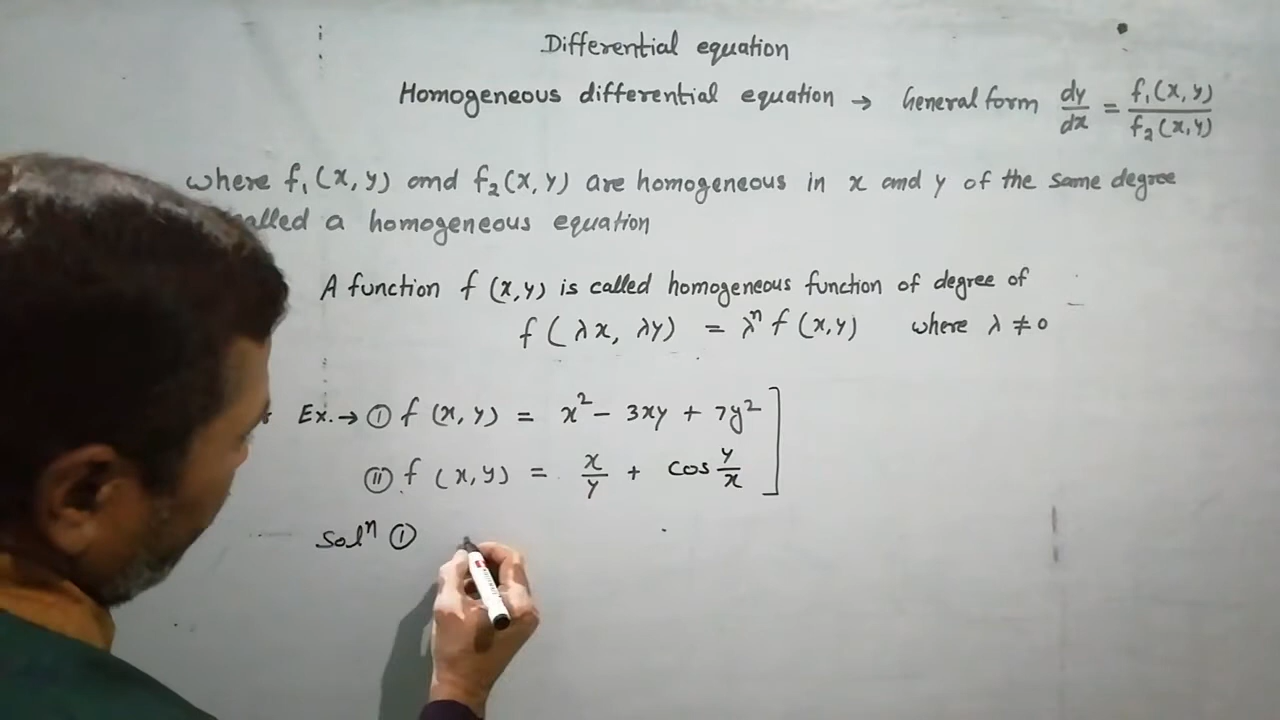 Differential equation
Homogeneous differential equation → General form dy/dx = f₁(x, y)/f₂(x, y)
where f₁(x, y) and f₂(x, y) are homogeneous in x and y of the same degree
a homogeneous equation
A function f (x, y) is called homogeneous function of degree of
f ( λx, λy) = λⁿ f (x, y) where λ ≠ 0
Ex. → ① f (x, y) = x² - 3xy + 7y²
② f (x, y) = x/y + cos y/x
Solⁿ ①